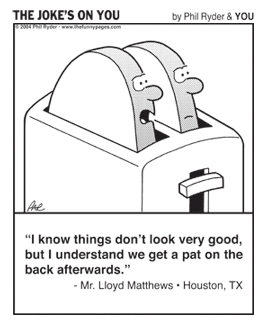 THE JOKE'S ON YOU by Phil Ryder & YOU
© 2004 Phil Ryder - www.thefunnypages.com
Phil
“I know things don’t look very good,
but I understand we get a pat on the
back afterwards.”
- Mr. Lloyd Matthews • Houston, TX